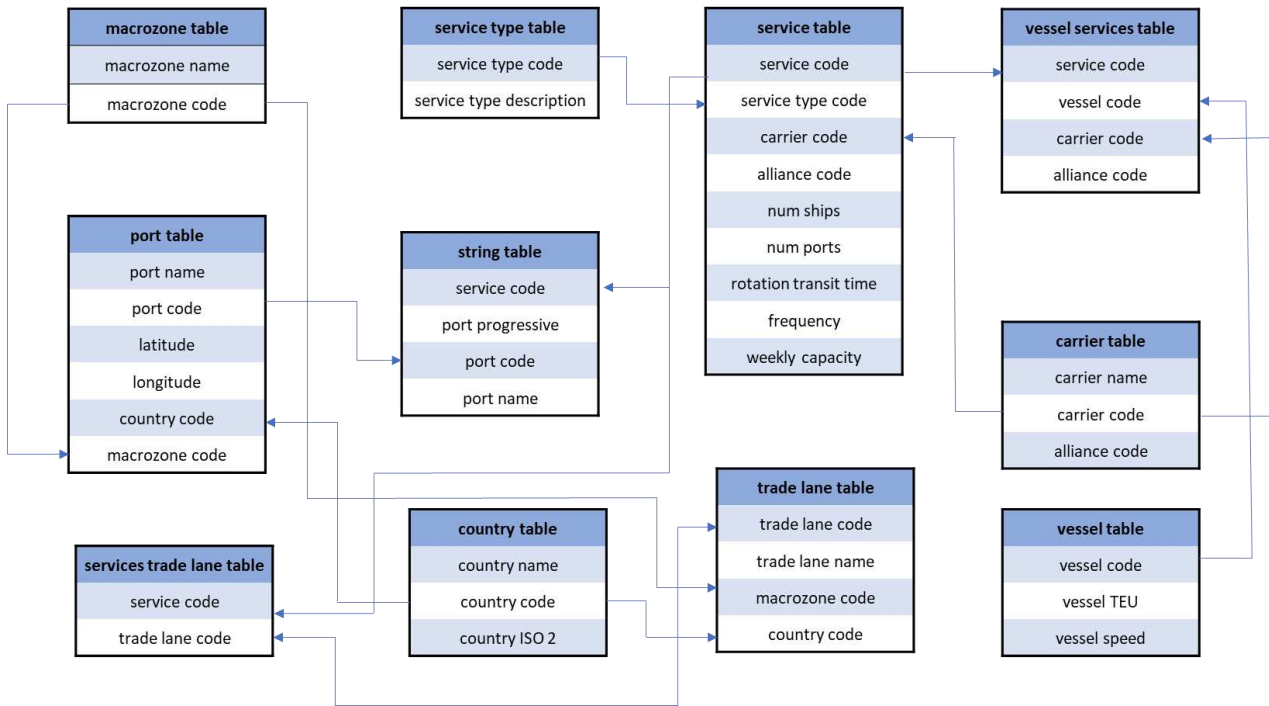 macrozone table
macrozone name
macrozone code
service type table
service type code
service type description
service table
service code
service type code
carrier code
alliance code
num ships
num ports
rotation transit time
frequency
weekly capacity
vessel services table
service code
vessel code
carrier code
alliance code
port table
port name
port code
latitude
longitude
country code
macrozone code
string table
service code
port progressive
port code
port name
carrier table
carrier name
carrier code
alliance code
services trade lane table
service code
trade lane code
country table
country name
country code
country ISO 2
trade lane table
trade lane code
trade lane name
macrozone code
country code
vessel table
vessel code
vessel TEU
vessel speed